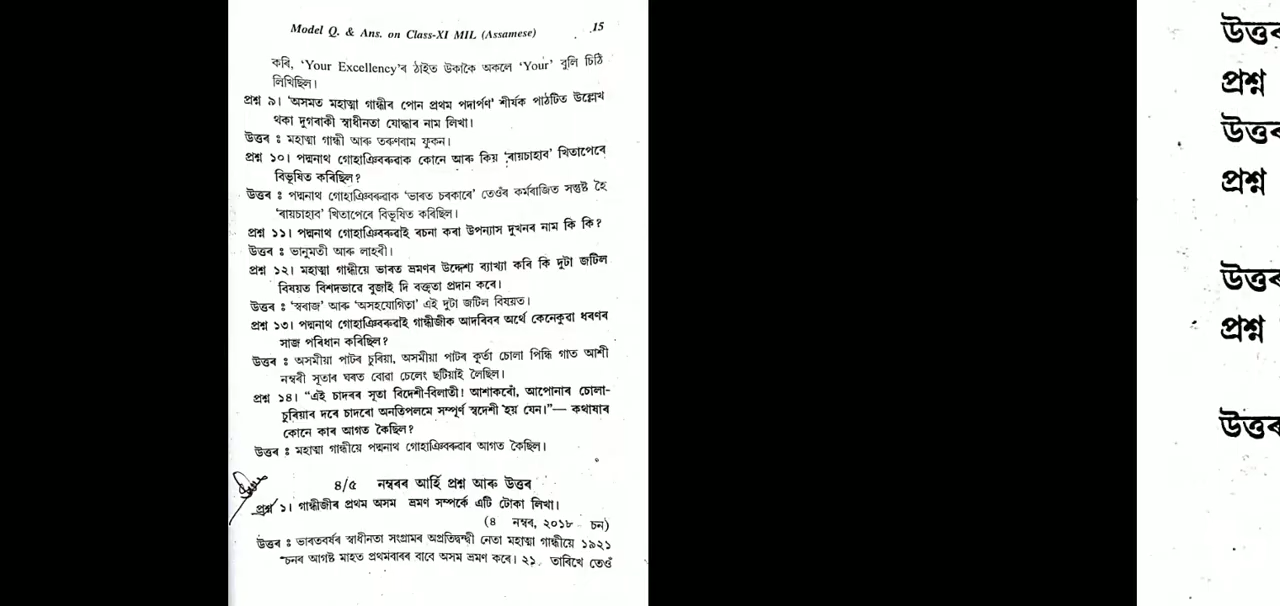 Model Q. & Ans. on Class-XI MIL (Assamese) 15
কৰি, ‘Your Excellency’ৰ ঠাইত উকাকৈ অকলে ‘Your’ বুলি চিঠি
লিখিছিল।
প্ৰশ্ন ৯। ‘অসমত মহাত্মা গান্ধীৰ পোন প্ৰথম পদাৰ্পণ’ শীৰ্ষক পাঠটিত উল্লেখ
থকা দুগৰাকী স্বাধীনতা যোদ্ধাৰ নাম লিখা।
উত্তৰ ঃ মহাত্মা গান্ধী আৰু তৰুণৰাম ফুকন।
প্ৰশ্ন ১০। পদ্মনাথ গোহাঞিবৰুৱাক কোনে আৰু কিয় ‘ৰায়চাহাব’ খিতাপেৰে
বিভূষিত কৰিছিল?
উত্তৰ ঃ পদ্মনাথ গোহাঞিবৰুৱাক ‘ভাৰত চৰকাৰে’ তেওঁৰ কৰ্মৰাজিত সন্তুষ্ট হৈ
‘ৰায়চাহাব’ খিতাপেৰে বিভূষিত কৰিছিল।
প্ৰশ্ন ১১। পদ্মনাথ গোহাঞিবৰুৱাই ৰচনা কৰা উপন্যাস দুখনৰ নাম কি কি?
উত্তৰ ঃ ভানুমতী আৰু লাহৰী।
প্ৰশ্ন ১২। মহাত্মা গান্ধীয়ে ভাৰত ভ্ৰমণৰ উদ্দেশ্য ব্যাখ্যা কৰি কি দুটা জটিল
বিষয়ত বিশদভাৱে বুজাই দি বক্তৃতা প্ৰদান কৰে।
উত্তৰ ঃ ‘স্বৰাজ’ আৰু ‘অসহযোগিতা’ এই দুটা জটিল বিষয়ত।
প্ৰশ্ন ১৩। পদ্মনাথ গোহাঞিবৰুৱাই গান্ধীজীক আদৰিবৰ অৰ্থে কেনেকুৱা ধৰণৰ
সাজ পৰিধান কৰিছিল?
উত্তৰ ঃ অসমীয়া পাটৰ চুৰিয়া, অসমীয়া পাটৰ কুৰ্তা চোলা পিন্ধি গাত আশী
নম্বৰী সূতাৰ ঘৰত বোৱা চেলেং ছটিয়াই লৈছিল।
প্ৰশ্ন ১৪। “এই চাদৰৰ সূতা বিদেশী-বিলাতী! আশাকৰোঁ, আপোনাৰ চোলা-
চুৰিয়াৰ দৰে চাদৰো অনতিপলমে সম্পূৰ্ণ স্বদেশী হয় যেন।”— কথাষাৰ
কোনে কাৰ আগত কৈছিল?
উত্তৰ ঃ মহাত্মা গান্ধীয়ে পদ্মনাথ গোহাঞিবৰুৱাৰ আগত কৈছিল।
৪/৫ নম্বৰৰ আৰ্হি প্ৰশ্ন আৰু উত্তৰ
প্ৰশ্ন ১। গান্ধীজীৰ প্ৰথম অসম ভ্ৰমণ সম্পৰ্কে এটি টোকা লিখা।
(৪ নম্বৰ, ২০১৮ চন)
উত্তৰ ঃ ভাৰতবৰ্ষৰ স্বাধীনতা সংগ্ৰামৰ অপ্ৰতিদ্বন্দ্বী নেতা মহাত্মা গান্ধীয়ে ১৯২১
চনৰ আগষ্ট মাহত প্ৰথমবাৰৰ বাবে অসম ভ্ৰমণ কৰে। ২১ তাৰিখে তেওঁ
উত্তৰ
প্ৰশ্ন
উত্তৰ
প্ৰশ্ন
উত্তৰ
প্ৰশ্ন
উত্তৰ